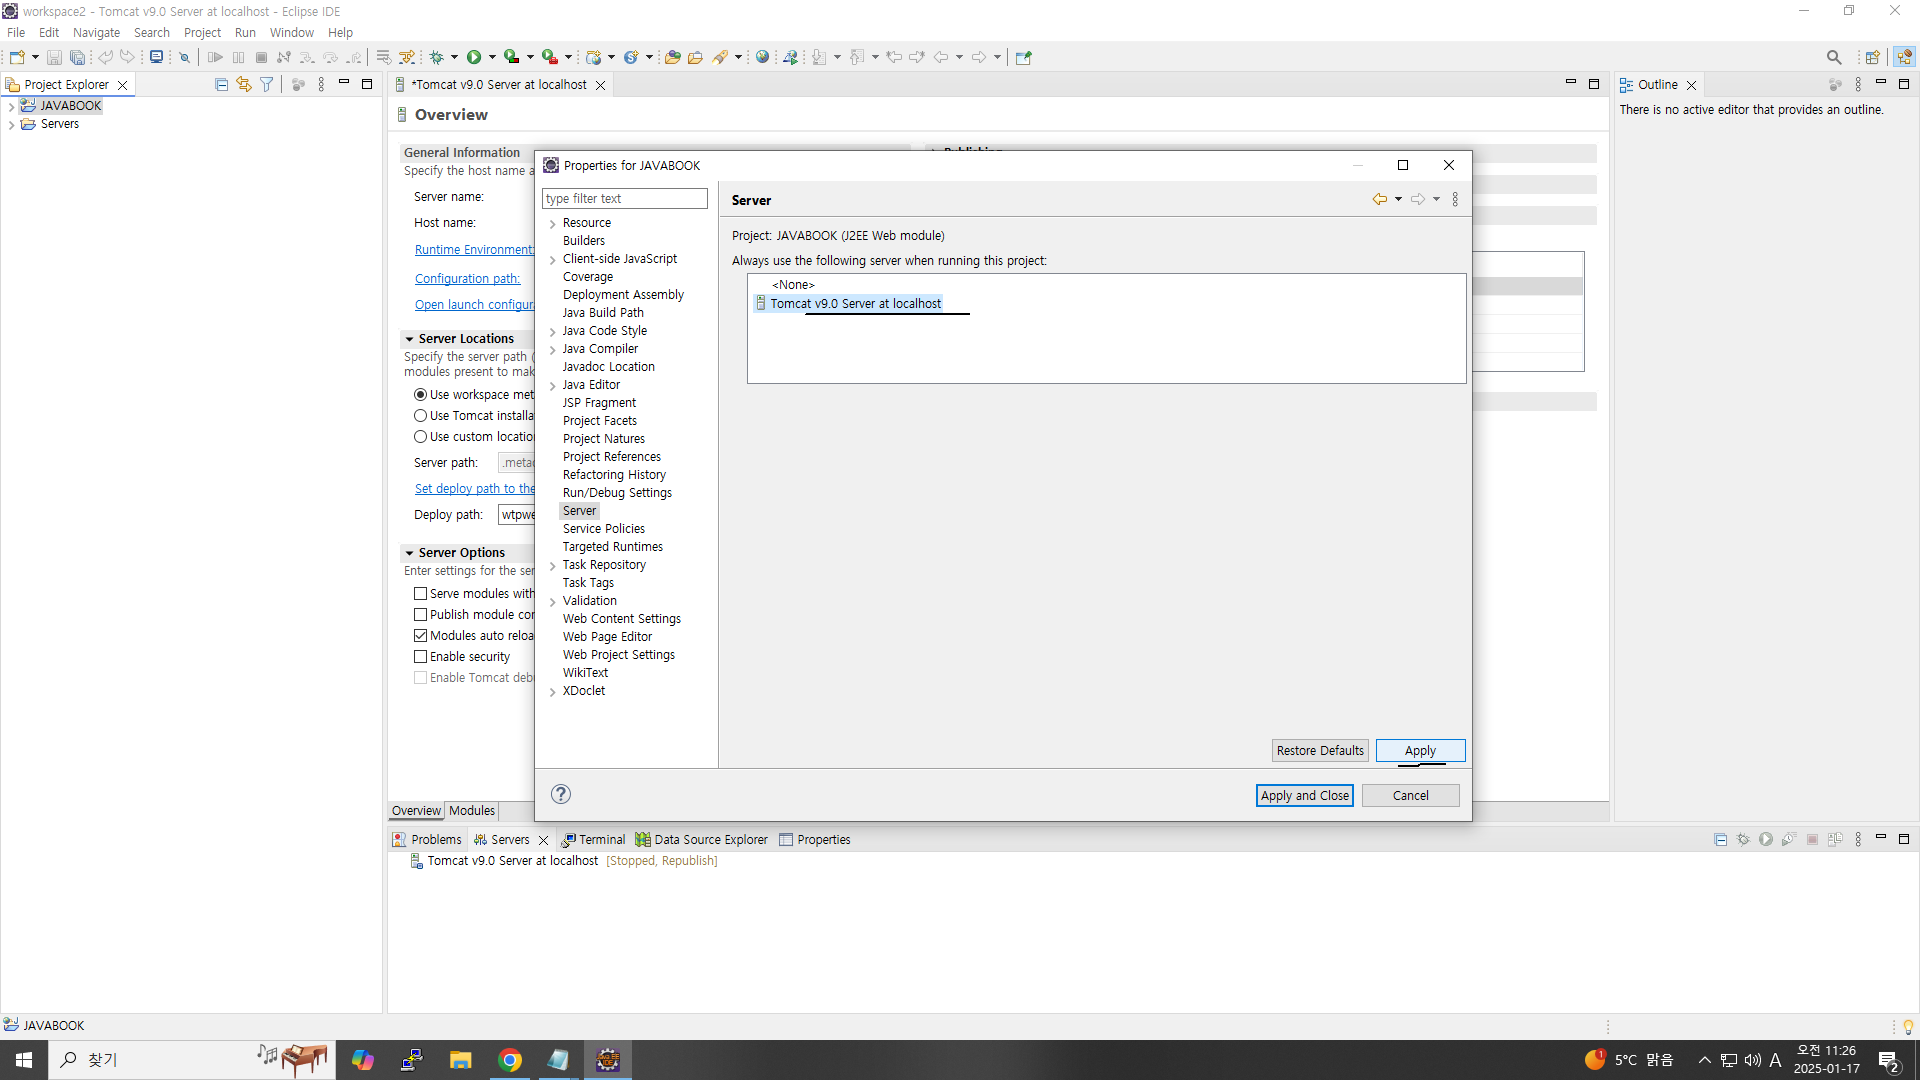 workspace2 - Tomcat v9.0 Server at localhost - Eclipse IDE
File Edit Navigate Search Project Run Window Help
Project Explorer
JAVABOOK
Servers
*Tomcat v9.0 Server at localhost
Overview
General Information
Specify the host name a
Server name:
Host name:
Runtime Environment:
Configuration path:
Open launch configura
Server Locations
Specify the server path (
modules present to mak
Use workspace met
Use Tomcat installa
Use custom locatio
Server path: .metac
Set deploy path to the
Deploy path: wtpwe
Server Options
Enter settings for the ser
Serve modules with
Publish module con
Modules auto reloa
Enable security
Enable Tomcat debu
Overview Modules
Properties for JAVABOOK
type filter text
Resource
Builders
Client-side JavaScript
Coverage
Deployment Assembly
Java Build Path
Java Code Style
Java Compiler
Javadoc Location
Java Editor
JSP Fragment
Project Facets
Project Natures
Project References
Refactoring History
Run/Debug Settings
Server
Service Policies
Targeted Runtimes
Task Repository
Task Tags
Validation
Web Content Settings
Web Page Editor
Web Project Settings
WikiText
XDoclet
Server
Project: JAVABOOK (J2EE Web module)
Always use the following server when running this project:
<None>
Tomcat v9.0 Server at localhost
Restore Defaults Apply
Apply and Close Cancel
Outline
There is no active editor that provides an outline.
Problems Servers Terminal Data Source Explorer Properties
Tomcat v9.0 Server at localhost [Stopped, Republish]
JAVABOOK
찾기
1 5°C 맑음 A 오전 11:26
2025-01-17 2